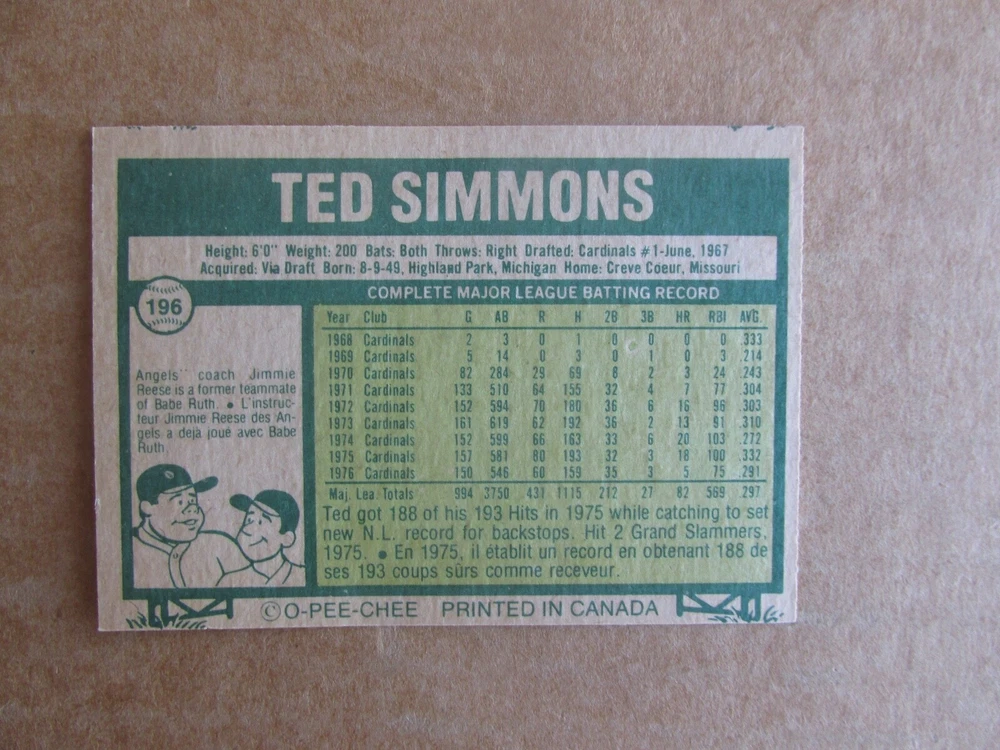 TED SIMMONS
Height: 6'0" Weight: 200 Bats: Both Throws: Right Drafted: Cardinals #1-June, 1967
Acquired: Via Draft Born: 8-9-49, Highland Park, Michigan Home: Creve Coeur, Missouri
196
Angels' coach Jimmie
Reese is a former teammate
of Babe Ruth. • L'instruc-
teur Jimmie Reese des An-
gels a dejà joué avec Babe
Ruth.
COMPLETE MAJOR LEAGUE BATTING RECORD
Year Club G AB R H 2B 3B HR RBI AVG.
1968 Cardinals 2 3 0 1 0 0 0 0 .333
1969 Cardinals 5 14 0 3 0 1 0 3 .214
1970 Cardinals 82 284 29 69 8 2 3 24 .243
1971 Cardinals 133 510 64 155 32 4 7 77 .304
1972 Cardinals 152 594 70 180 36 6 16 96 .303
1973 Cardinals 161 619 62 192 36 2 13 91 .310
1974 Cardinals 152 599 66 163 33 6 20 103 .272
1975 Cardinals 157 581 80 193 32 3 18 100 .332
1976 Cardinals 150 546 60 159 35 3 5 75 .291
Maj. Lea. Totals 994 3750 431 1115 212 27 82 569 .297
Ted got 188 of his 193 Hits in 1975 while catching to set
new N.L. record for backstops. Hit 2 Grand Slammers,
1975. • En 1975, il établit un record en obtenant 188 de
ses 193 coups sûrs comme receveur.
© O-PEE-CHEE PRINTED IN CANADA